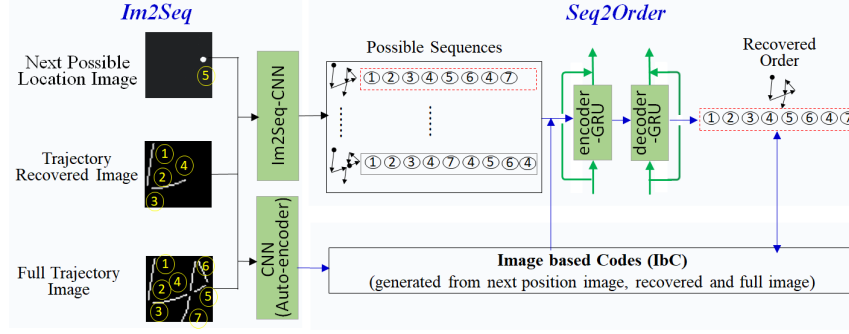 Im2Seq
Seq2Order
Next Possible
Location Image
5
Trajectory
Recovered Image
1
4
2
3
Full Trajectory
Image
1
6
2
4
5
3
7
Im2Seq-CNN
CNN
(Auto-encoder)
Possible Sequences
1 2 3 4 5 6 4 7
1 2 3 4 7 4 5 6 4
encoder
-GRU
decoder
-GRU
Recovered
Order
1 2 3 4 5 6 4 7
Image based Codes (IbC)
(generated from next position image, recovered and full image)